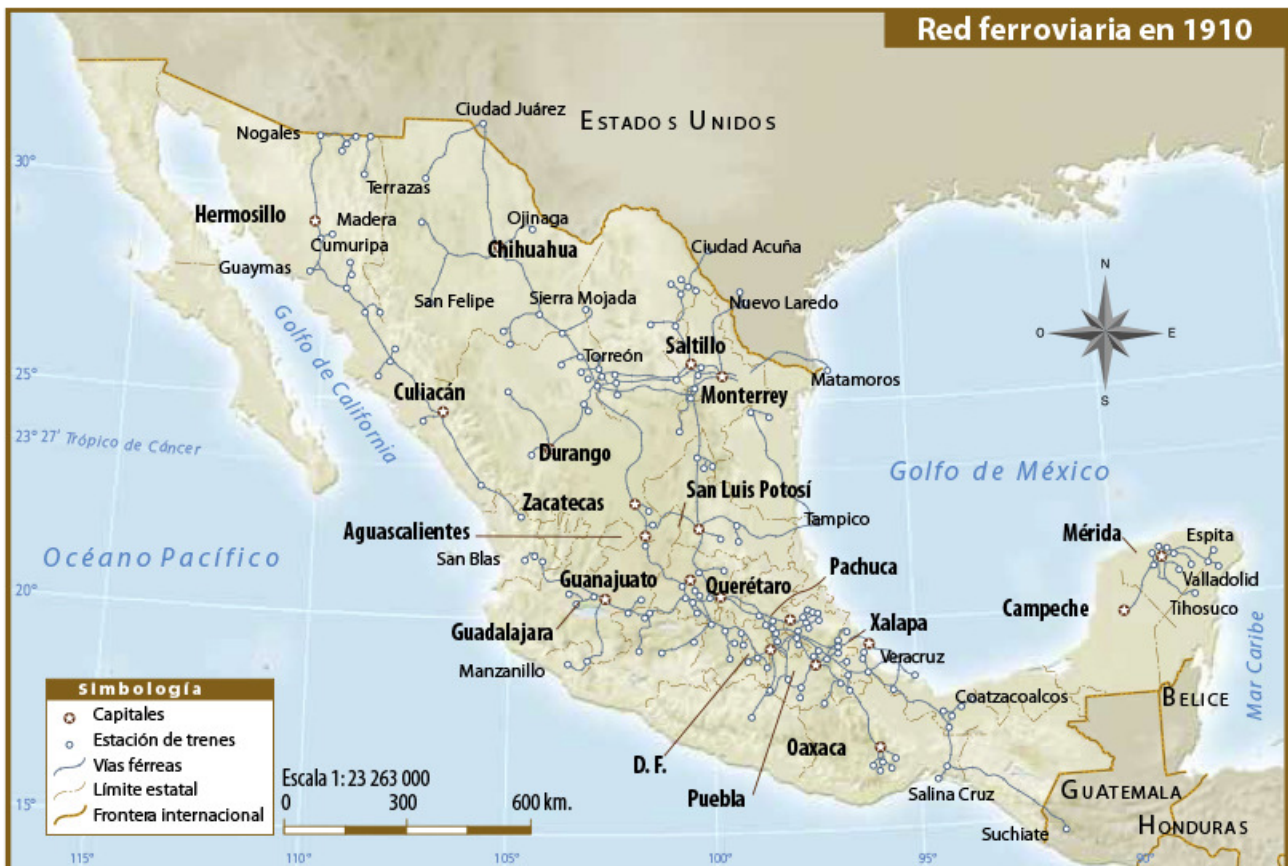 Red ferroviaria en 1910
Ciudad Juárez
ESTADOS UNIDOS
Nogales
30°
Terrazas
Hermosillo
Madera
Ojinaga
Cumuripa
Chihuahua
Ciudad Acuña
Guaymas
N
San Felipe
Sierra Mojada
Nuevo Laredo
O
E
Golfo de California
Torreón
Saltillo
25°
Matamoros
Culiacán
Monterrey
S
23° 27' Trópico de Cáncer
Durango
Golfo de México
Zacatecas
San Luis Potosí
Aguascalientes
Tampico
Mérida
Espita
Océano Pacífico
San Blas
Guanajuato
Querétaro
Pachuca
Valladolid
20°
Campeche
Tihosuco
Guadalajara
Xalapa
Manzanillo
Veracruz
Mar Caribe
Simbología
Capitales
Estación de trenes
Vías férreas
Límite estatal
Frontera internacional
Coatzacoalcos
BELICE
Oaxaca
D. F.
Escala 1: 23 263 000
0 300 600 km.
Puebla
Salina Cruz
GUATEMALA
15°
Suchiate
HONDURAS
115°
110°
105°
100°
95°
90°